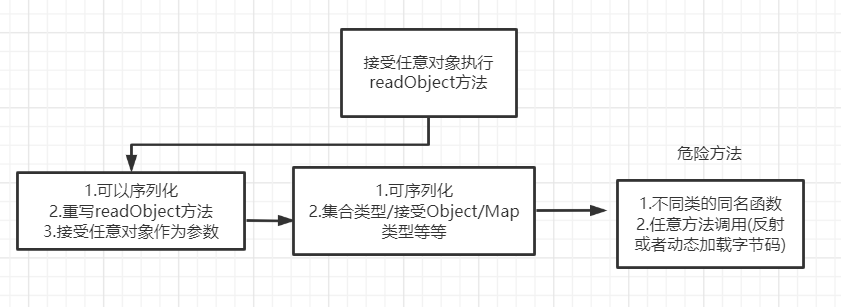 接受任意对象执行
readObject方法
危险方法
1.可以序列化
2.重写readObject方法
3.接受任意对象作为参数
1.可序列化
2.集合类型/接受Object/Map
类型等等
1.不同类的同名函数
2.任意方法调用(反射
或者动态加载字节码)